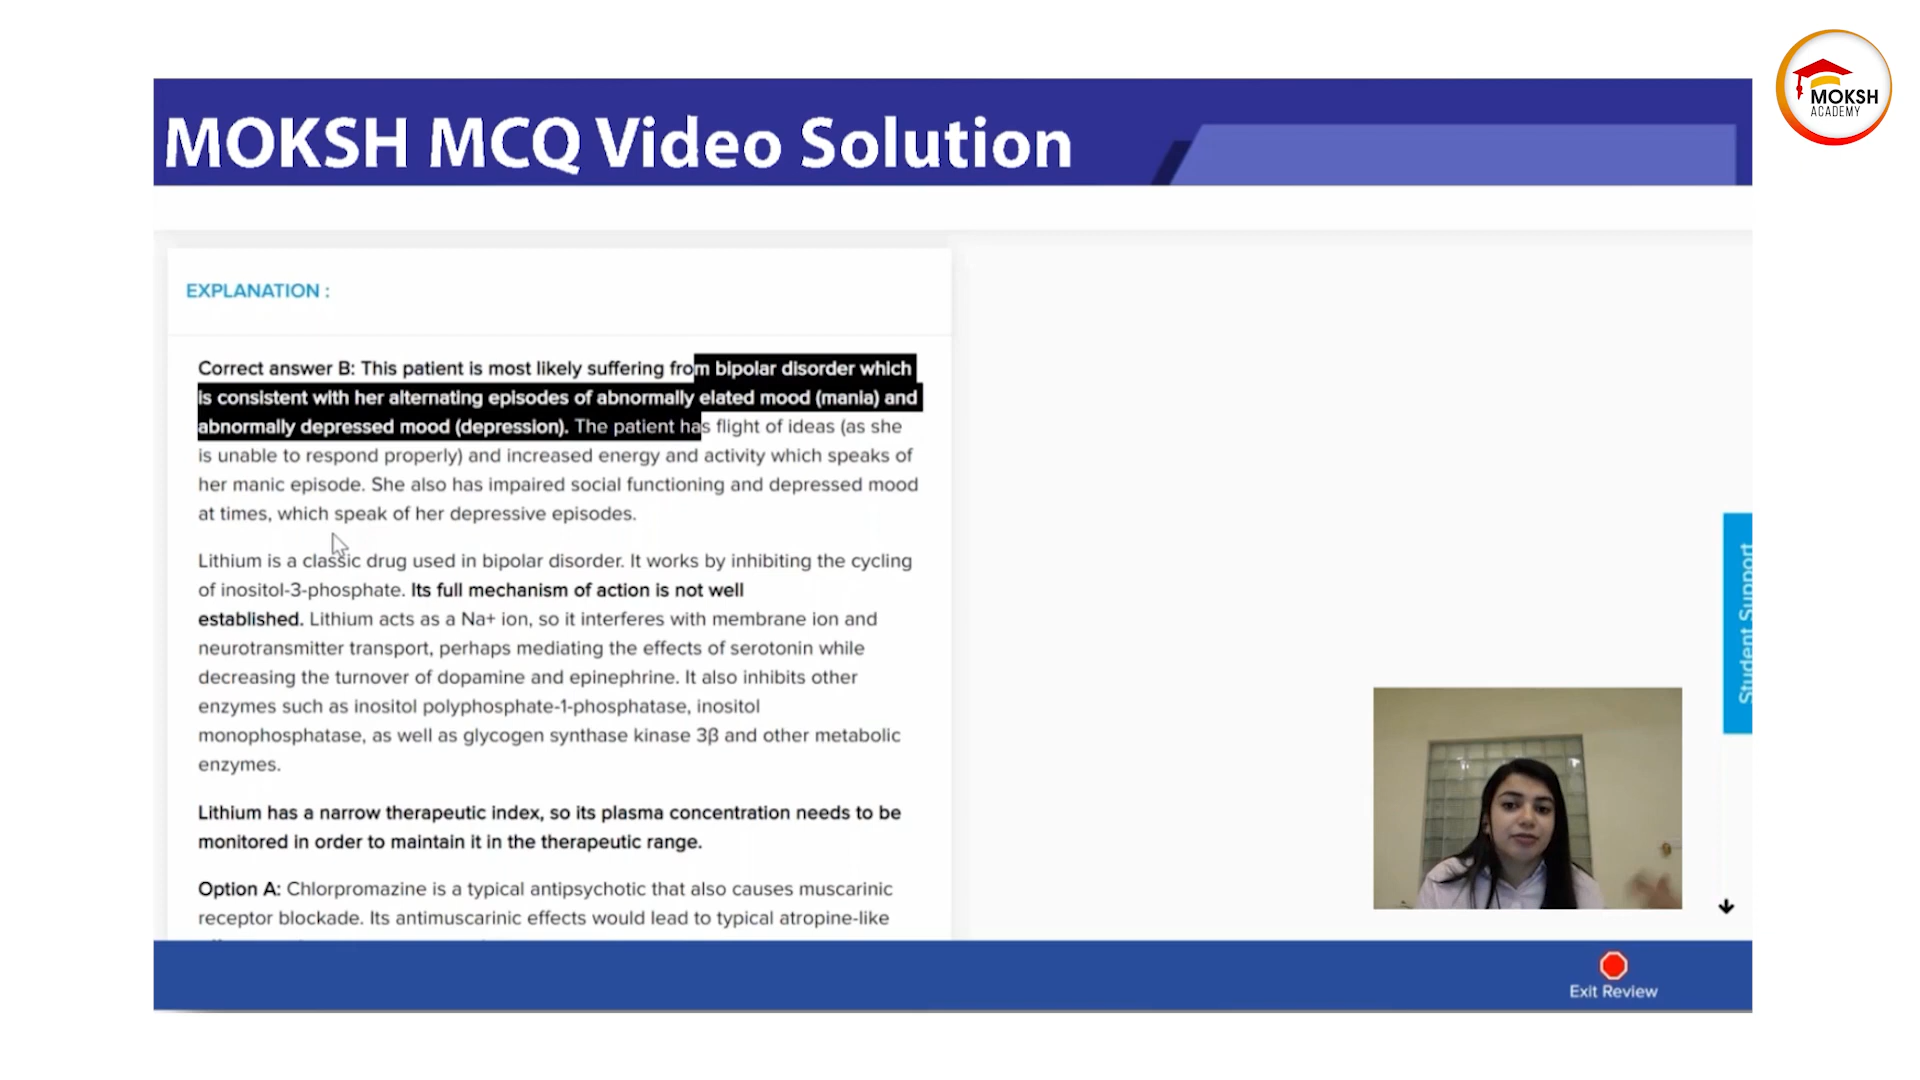 MOKSH
ACADEMY
MOKSH MCQ Video Solution
EXPLANATION :
Correct answer B: This patient is most likely suffering from bipolar disorder which
is consistent with her alternating episodes of abnormally elated mood (mania) and
abnormally depressed mood (depression). The patient has flight of ideas (as she
is unable to respond properly) and increased energy and activity which speaks of
her manic episode. She also has impaired social functioning and depressed mood
at times, which speak of her depressive episodes.
Lithium is a classic drug used in bipolar disorder. It works by inhibiting the cycling
of inositol-3-phosphate. Its full mechanism of action is not well
established. Lithium acts as a Na+ ion, so it interferes with membrane ion and
neurotransmitter transport, perhaps mediating the effects of serotonin while
decreasing the turnover of dopamine and epinephrine. It also inhibits other
enzymes such as inositol polyphosphate-1-phosphatase, inositol
monophosphatase, as well as glycogen synthase kinase 3β and other metabolic
enzymes.
Lithium has a narrow therapeutic index, so its plasma concentration needs to be
monitored in order to maintain it in the therapeutic range.
Option A: Chlorpromazine is a typical antipsychotic that also causes muscarinic
receptor blockade. Its antimuscarinic effects would lead to typical atropine-like
Student Support
Exit Review